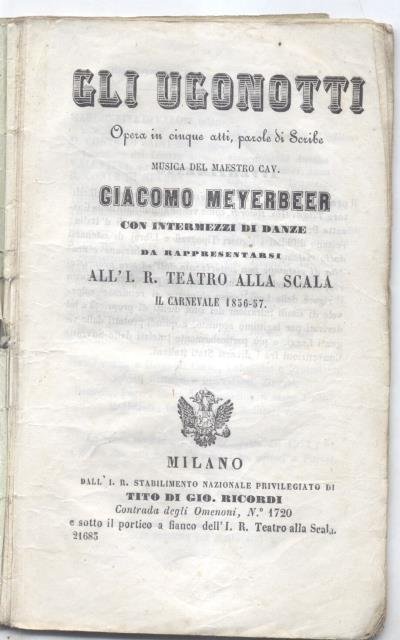 GLI UGONOTTI
Opera in cinque atti, parole di Scribe
MUSICA DEL MAESTRO CAV.
GIACOMO MEYERBEER
CON INTERMEZZI DI DANZE
DA RAPPRESENTARSI
ALL'I. R. TEATRO ALLA SCALA
IL CARNEVALE 1856-57.
MILANO
DALL' I. R. STABILIMENTO NAZIONALE PRIVILEGIATO DI
TITO DI GIO. RICORDI
Contrada degli Omenoni, N.º 1720
e sotto il portico a fianco dell'I. R. Teatro alla Scala.
21685